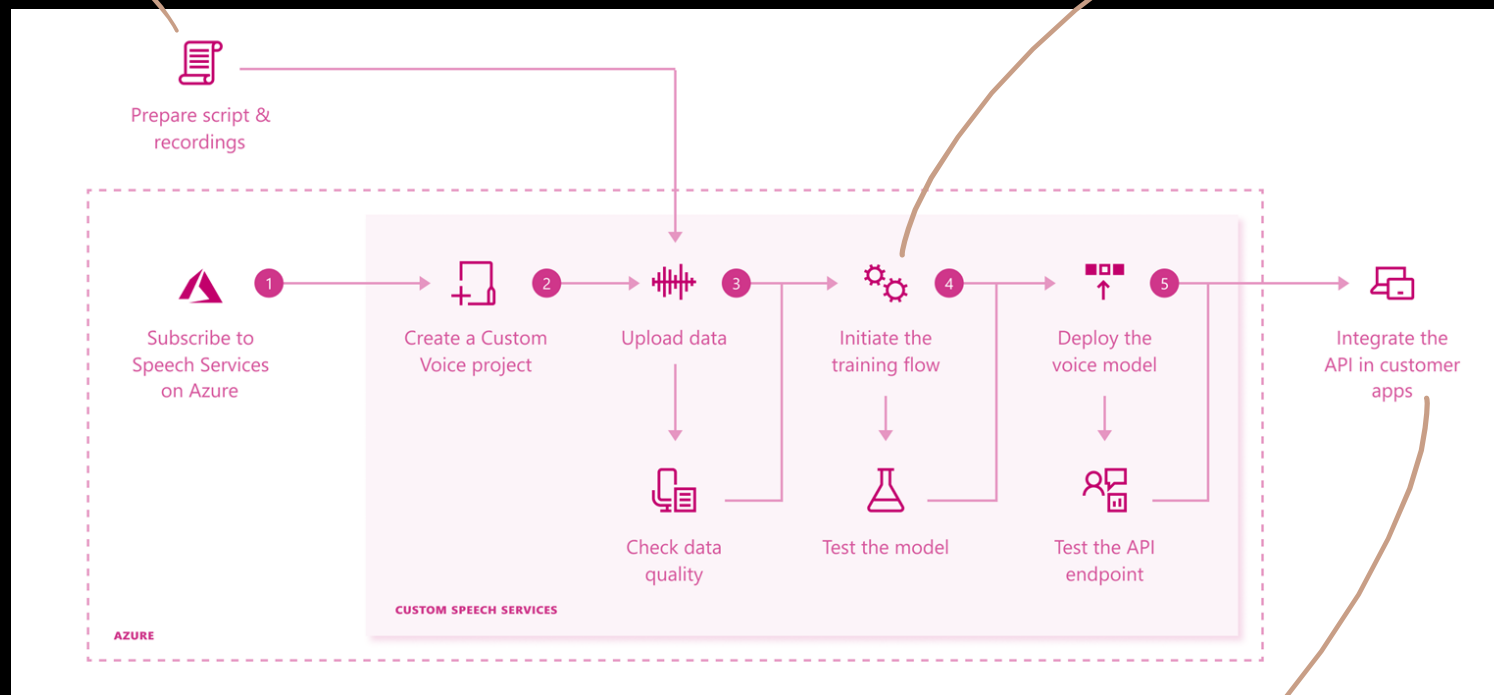 Prepare script &
recordings
1
2
3
4
5
Subscribe to
Speech Services
on Azure
Create a Custom
Voice project
Upload data
Initiate the
training flow
Deploy the
voice model
Integrate the
API in customer
apps
Check data
quality
Test the model
Test the API
endpoint
CUSTOM SPEECH SERVICES
AZURE